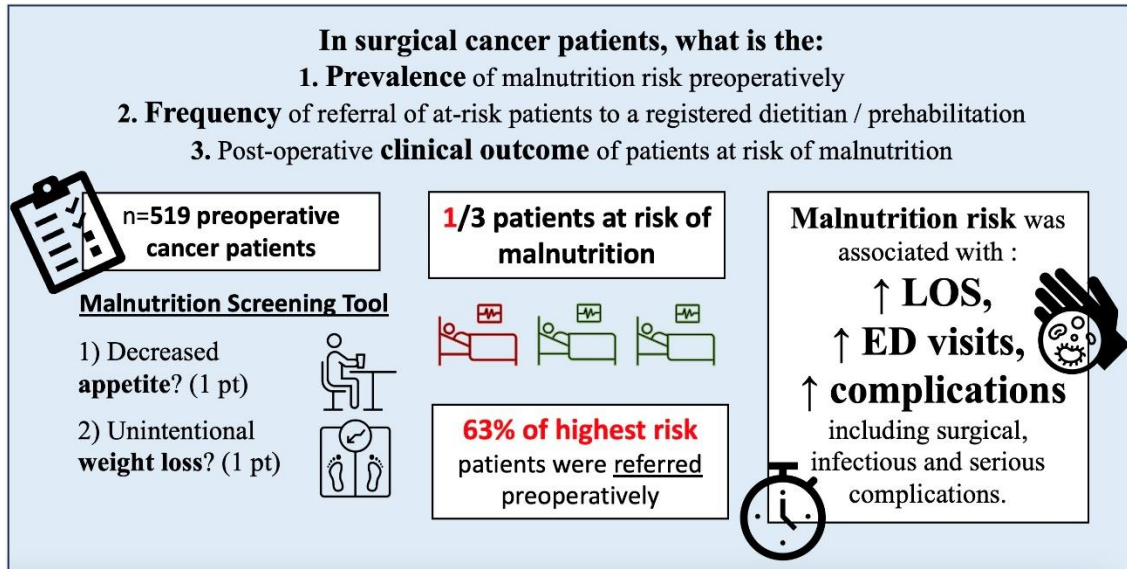 In surgical cancer patients, what is the:
1. Prevalence of malnutrition risk preoperatively
2. Frequency of referral of at-risk patients to a registered dietitian / prehabilitation
3. Post-operative clinical outcome of patients at risk of malnutrition
n=519 preoperative
cancer patients
Malnutrition Screening Tool
1) Decreased
appetite? (1 pt)
2) Unintentional
weight loss? (1 pt)
1/3 patients at risk of
malnutrition
63% of highest risk
patients were referred
preoperatively
Malnutrition risk was
associated with :
↑ LOS,
↑ ED visits,
↑ complications
including surgical,
infectious and serious
complications.